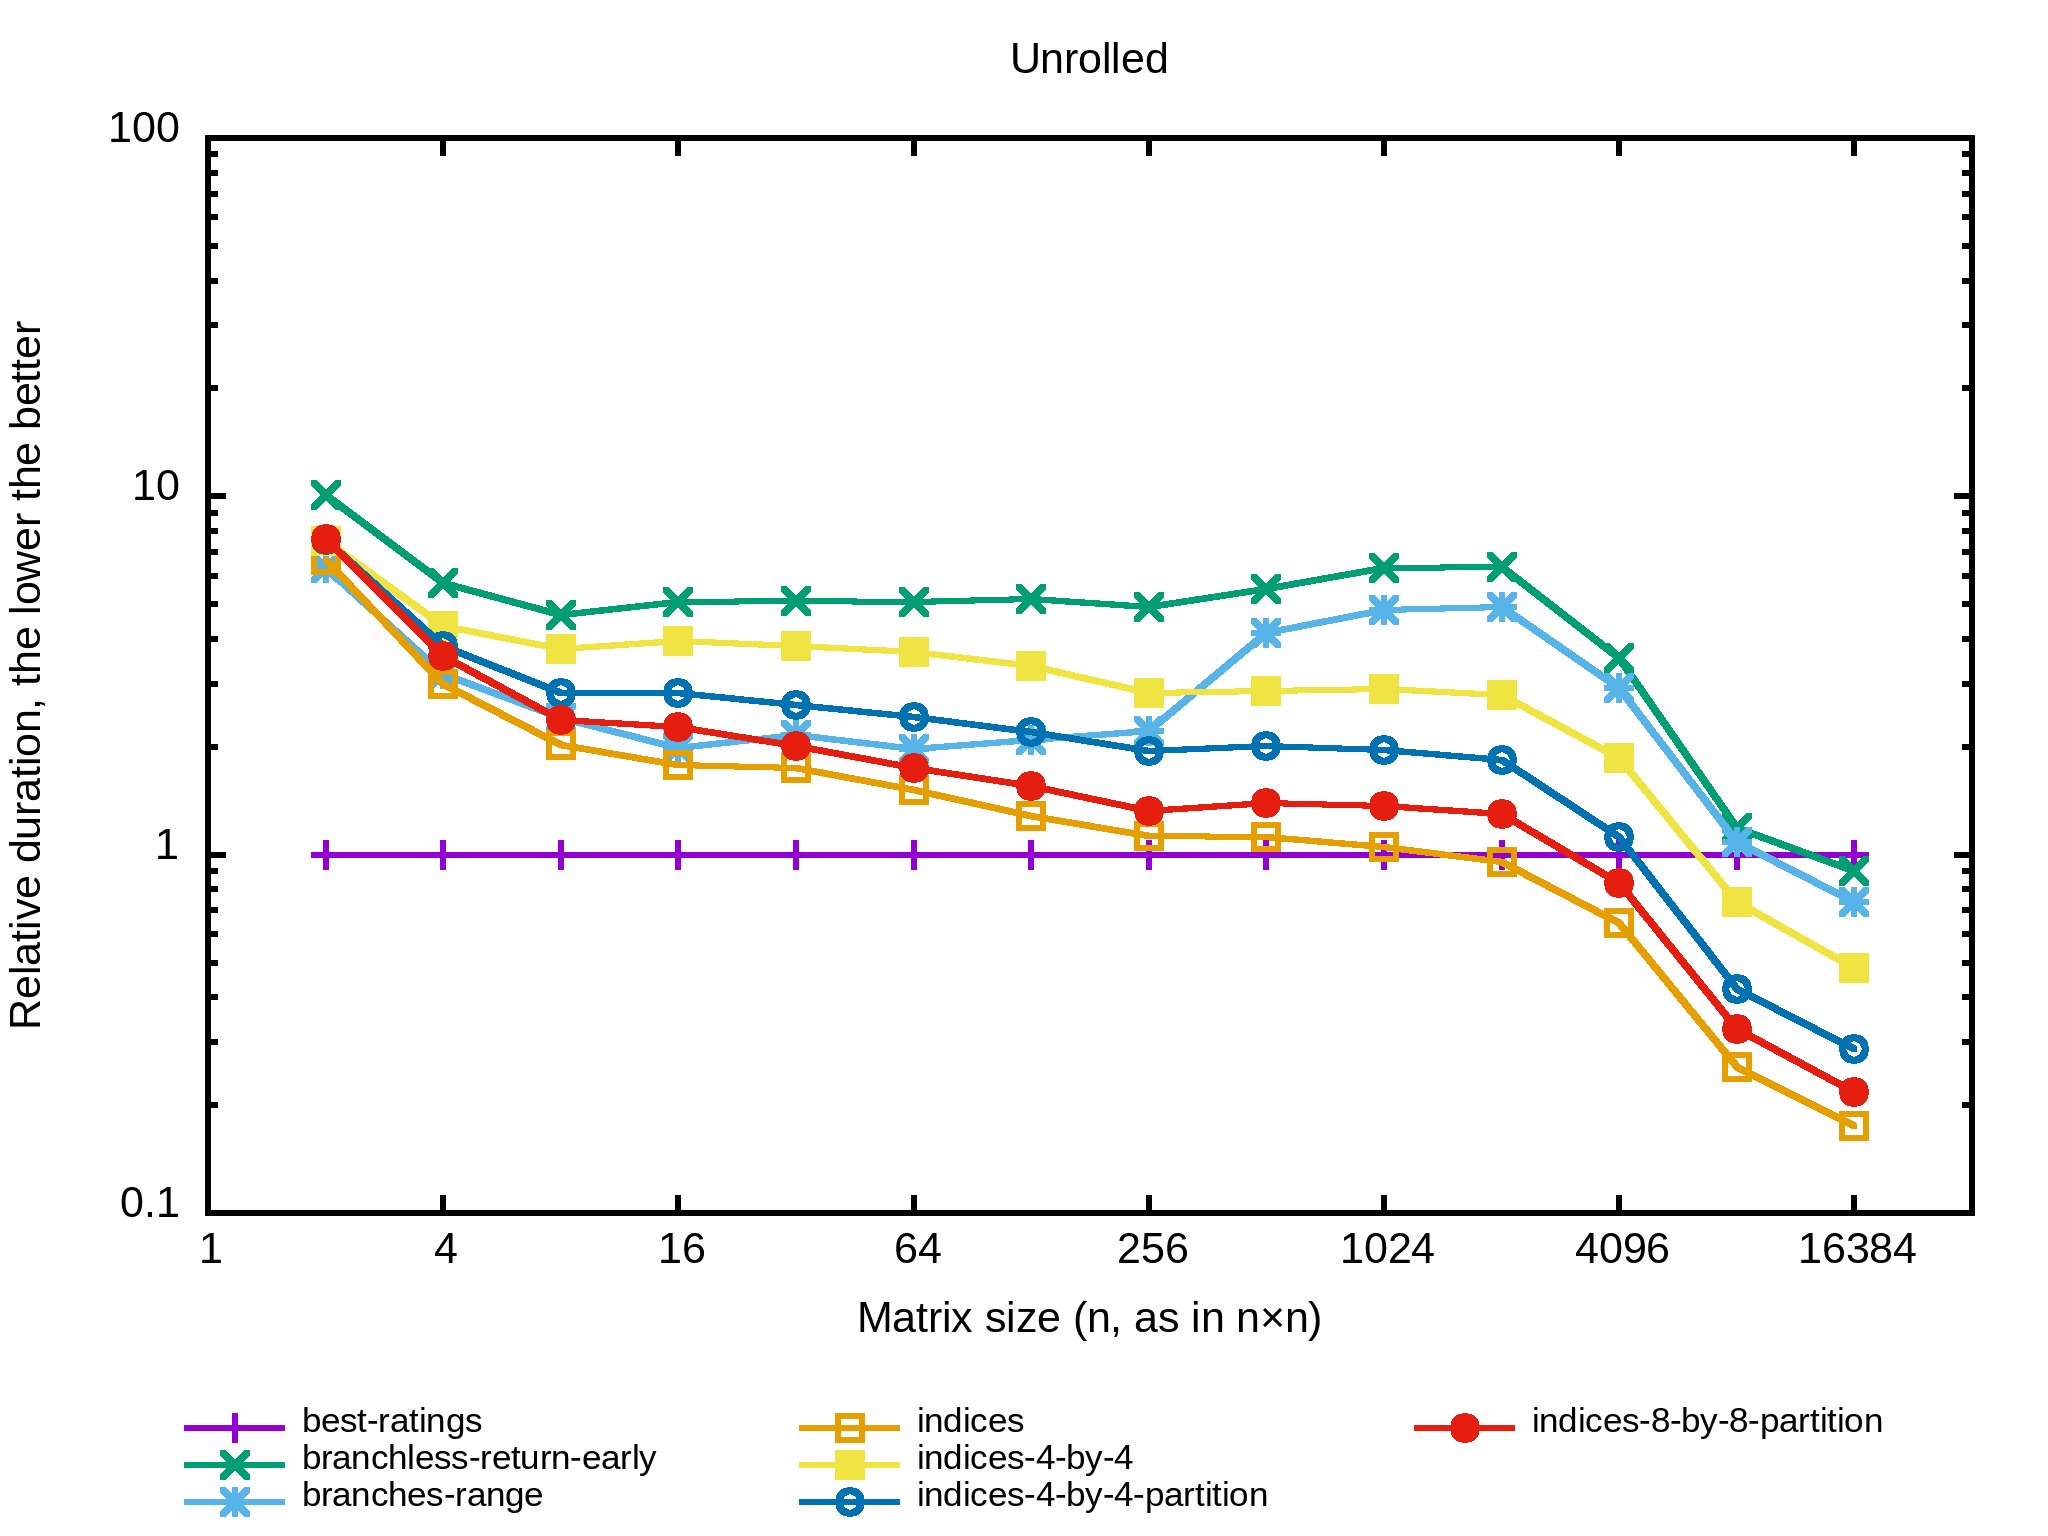 Unrolled
100
10
1
0.1
Relative duration, the lower the better
1 4 16 64 256 1024 4096 16384
Matrix size (n, as in n×n)
best-ratings
branchless-return-early
branches-range
indices
indices-4-by-4
indices-4-by-4-partition
indices-8-by-8-partition